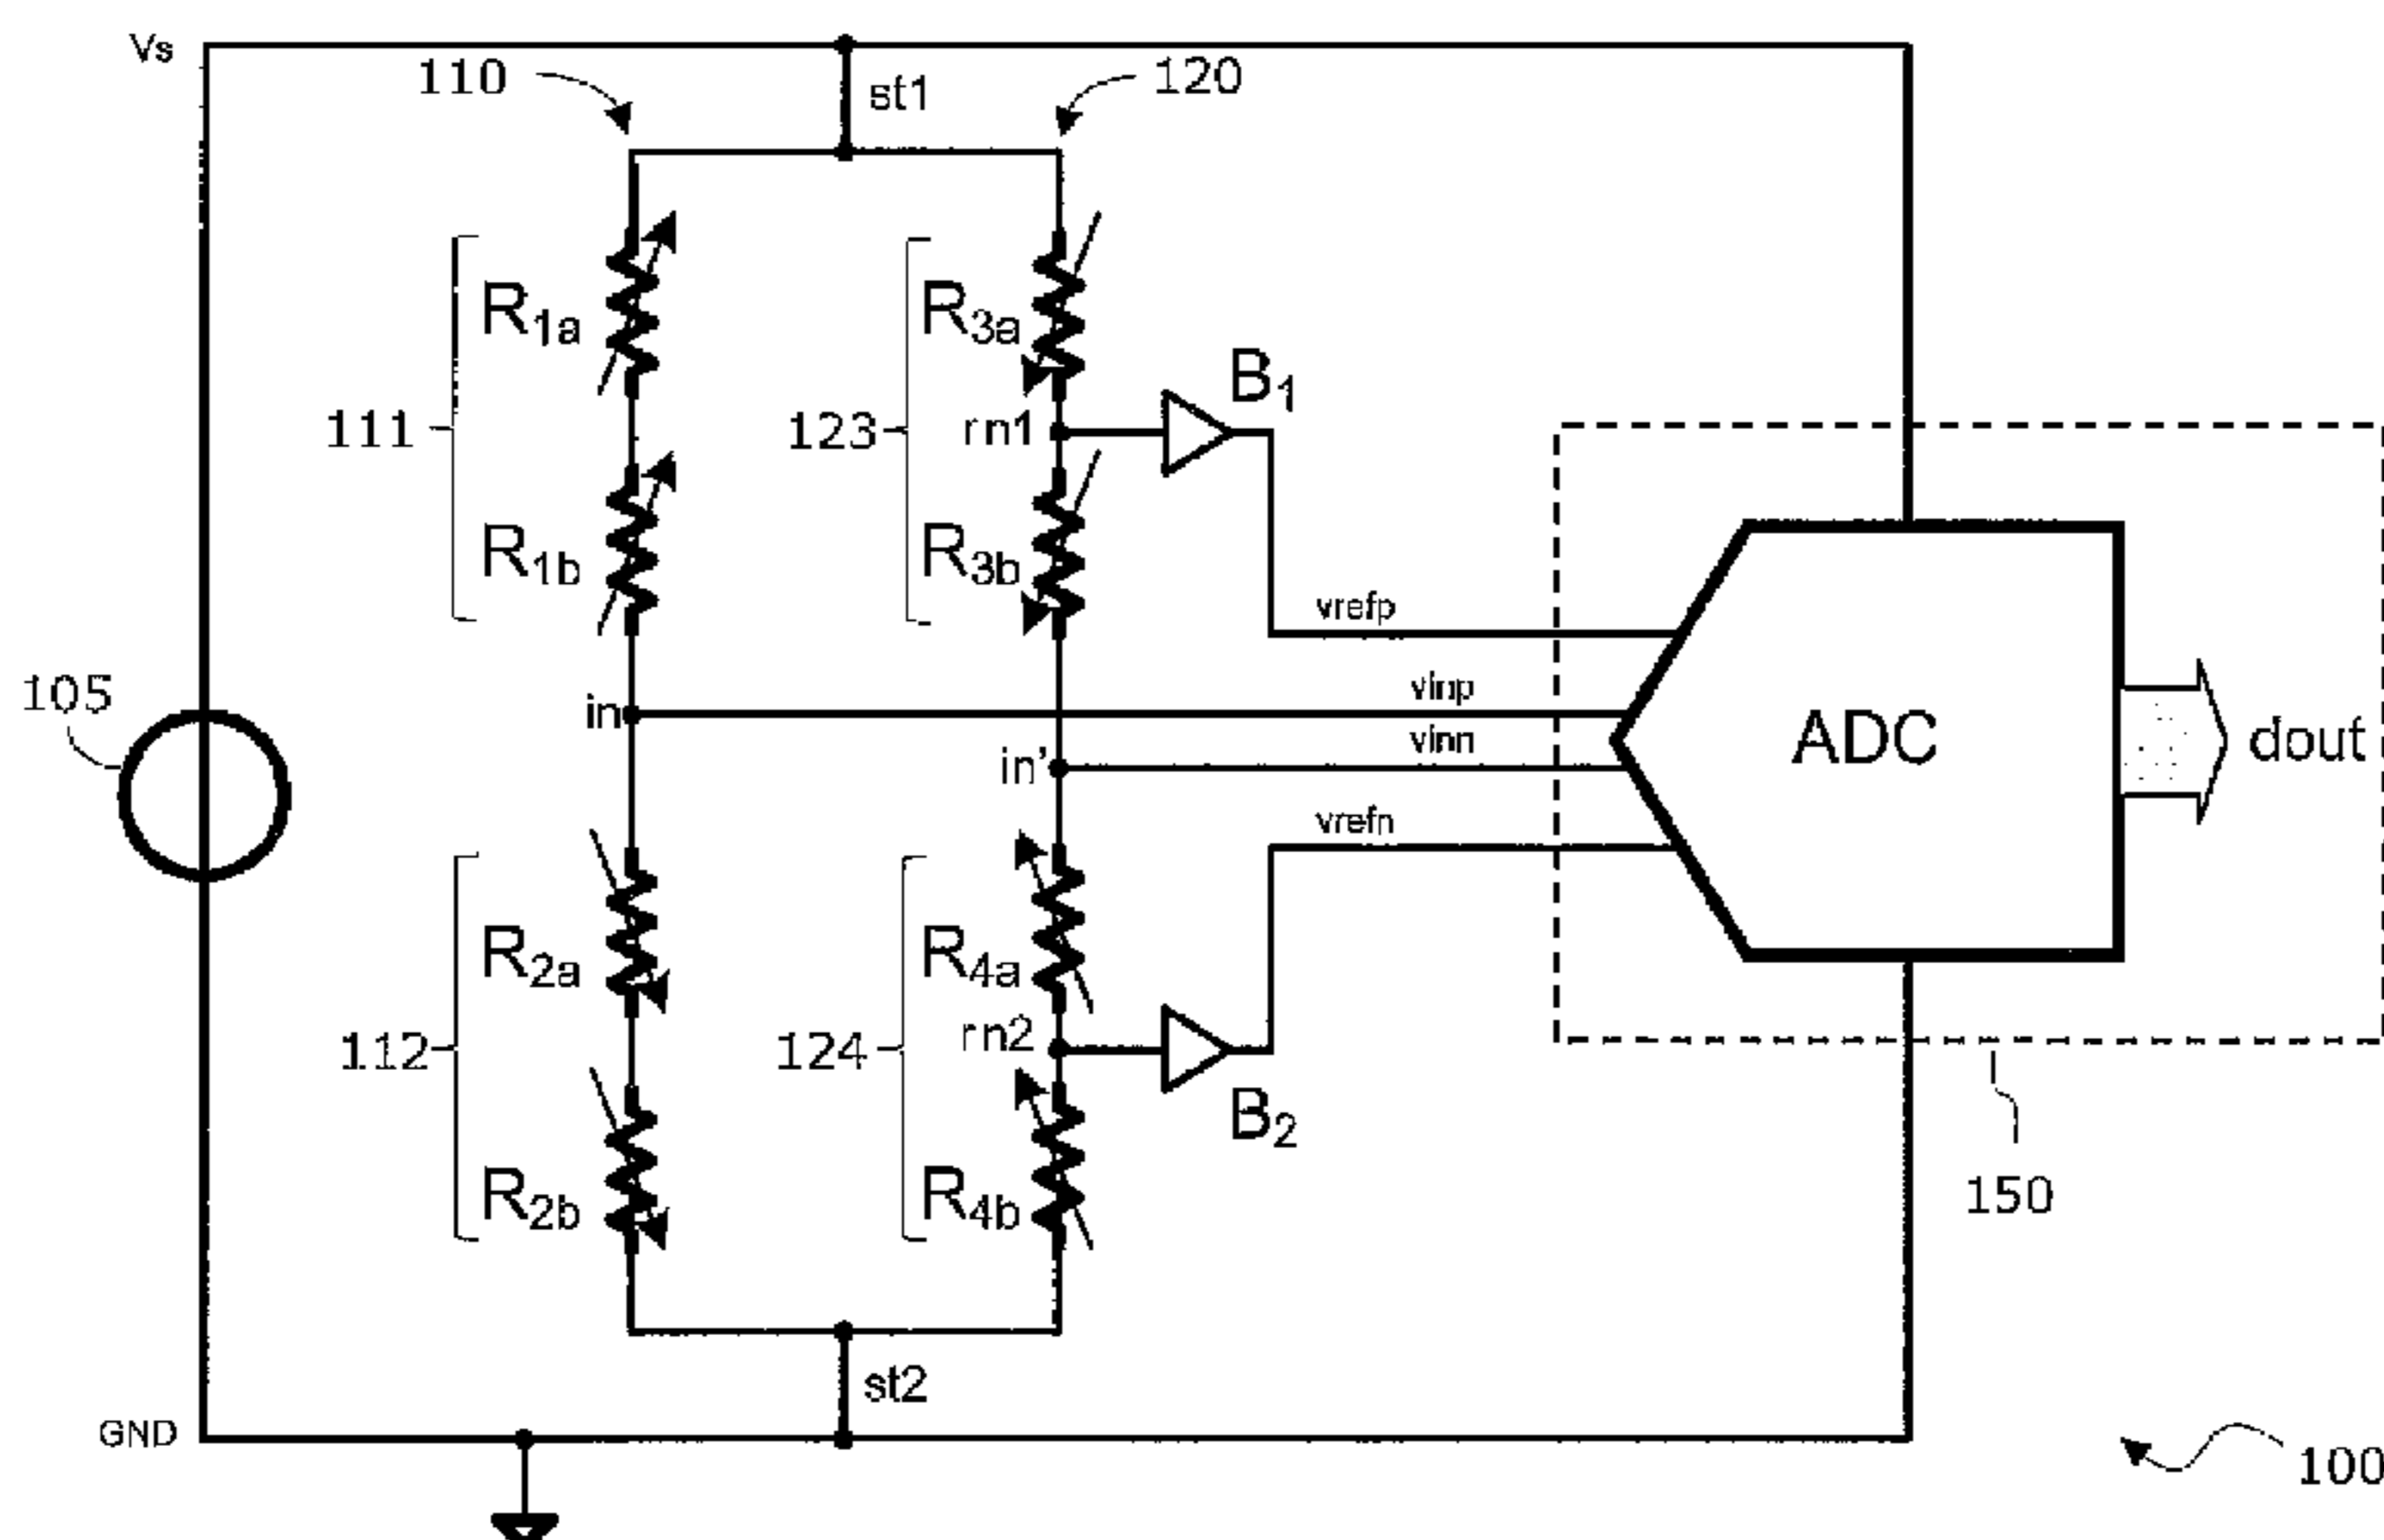 Vs
110
st1
120
R1a
R3a
B1
111
123
rn1
R1b
R3b
vrefp
105
in
vinp
vinn
in'
ADC
dout
vrefn
R2a
R4a
112
124
rn2
B2
R2b
R4b
150
st2
GND
100